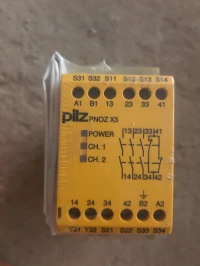 S31 S31 S11 S12 S13 S14
A1 B1 13 23 33 41
pilz PNOZ X3
POWER
CH. 1
CH. 2
13 23 33 41
14 24 34 42
14 24 34 42 B2 A2
Y31 Y32 S21 S22 S33 S34